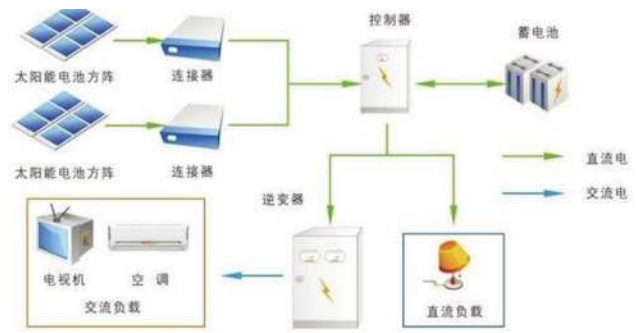 控制器
蓄电池
太阳能电池方阵
连接器
太阳能电池方阵
连接器
直流电
交流电
逆变器
电视机
空 调
交流负载
直流负载